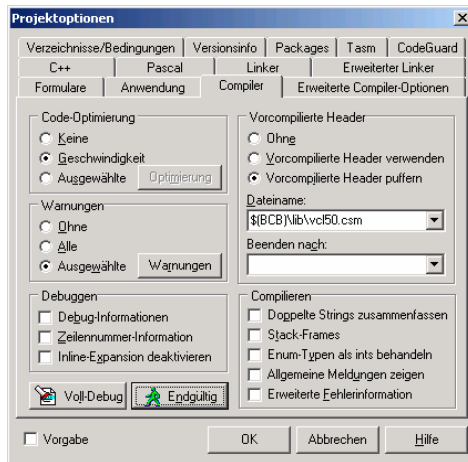 Projektoptionen
Verzeichnisse/Bedingungen Versionsinfo Packages Tasm CodeGuard
C++ Pascal Linker Erweiterter Linker
Formulare Anwendung Compiler Erweiterte Compiler-Optionen
Code-Optimierung
Keine
Geschwindigkeit
Ausgewählte Optimierung
Warnungen
Ohne
Alle
Ausgewählte Warnungen
Debuggen
Debug-Informationen
Zeilennummer-Information
Inline-Expansion deaktivieren
Voll-Debug Endgültig
Vorcompilierte Header
Ohne
Vorcompilierte Header verwenden
Vorcompilierte Header puffern
Dateiname:
$(BCB)\lib\vcl50.csm
Beenden nach:
Compilieren
Doppelte Strings zusammenfassen
Stack-Frames
Enum-Typen als ints behandeln
Allgemeine Meldungen zeigen
Erweiterte Fehlerinformation
Vorgabe OK Abbrechen Hilfe